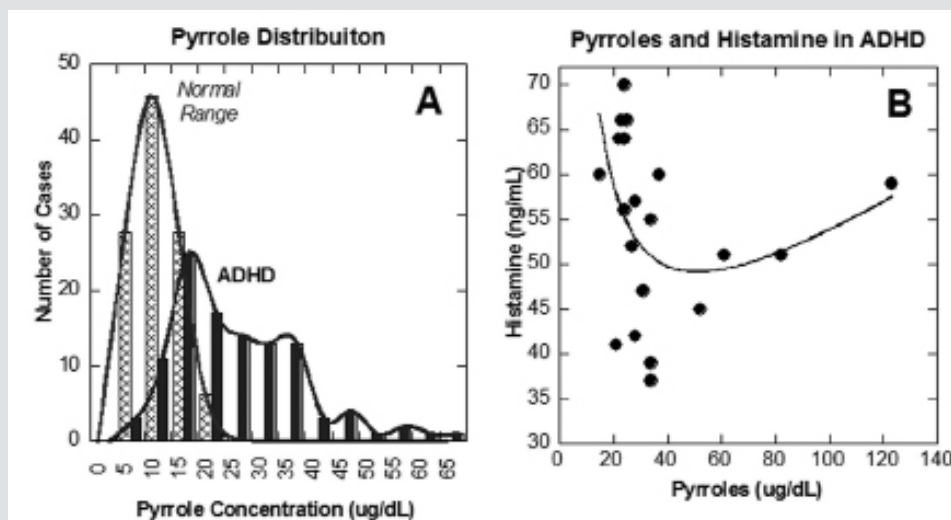 Pyrrole Distribuiton
50
40
30
20
10
0
Number of Cases
Normal
Range
A
ADHD
0
5
10
15
20
25
30
35
40
45
50
55
60
65
Pyrrole Concentration (ug/dL)
Pyrroles and Histamine in ADHD
70
65
60
55
50
45
40
35
30
Histamine (ng/mL)
B
0 20 40 60 80 100 120 140
Pyrroles (ug/dL)